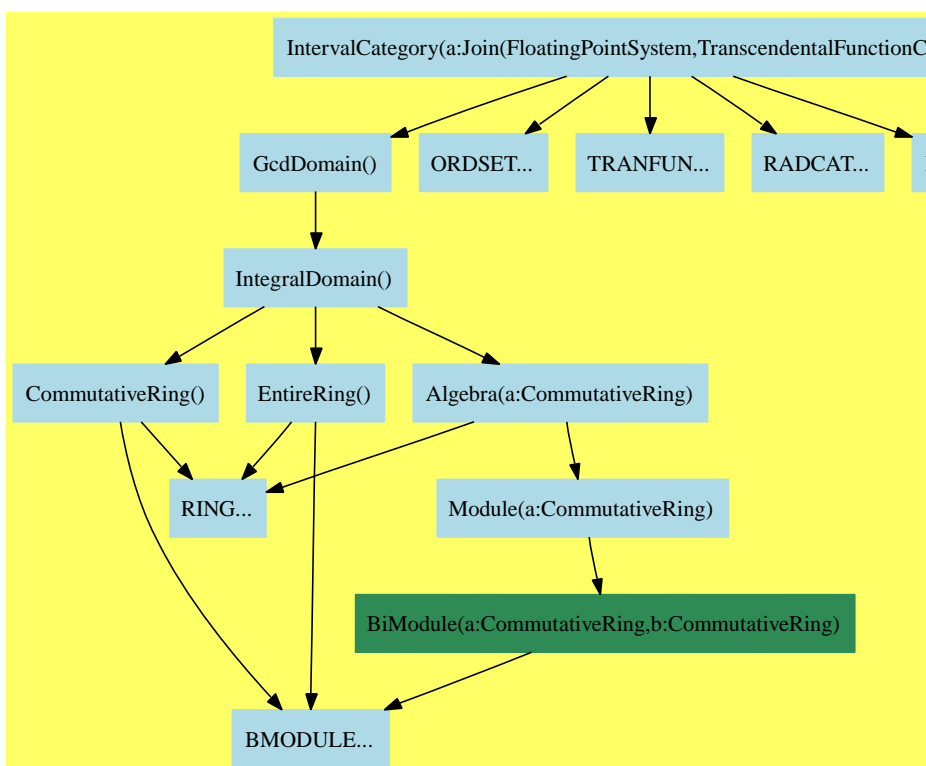 IntervalCategory(a:Join(FloatingPointSystem,TranscendentalFunctionC
GcdDomain()
ORDSET...
TRANFUN...
RADCAT...
IntegralDomain()
CommutativeRing()
EntireRing()
Algebra(a:CommutativeRing)
RING...
Module(a:CommutativeRing)
BiModule(a:CommutativeRing,b:CommutativeRing)
BMODULE...